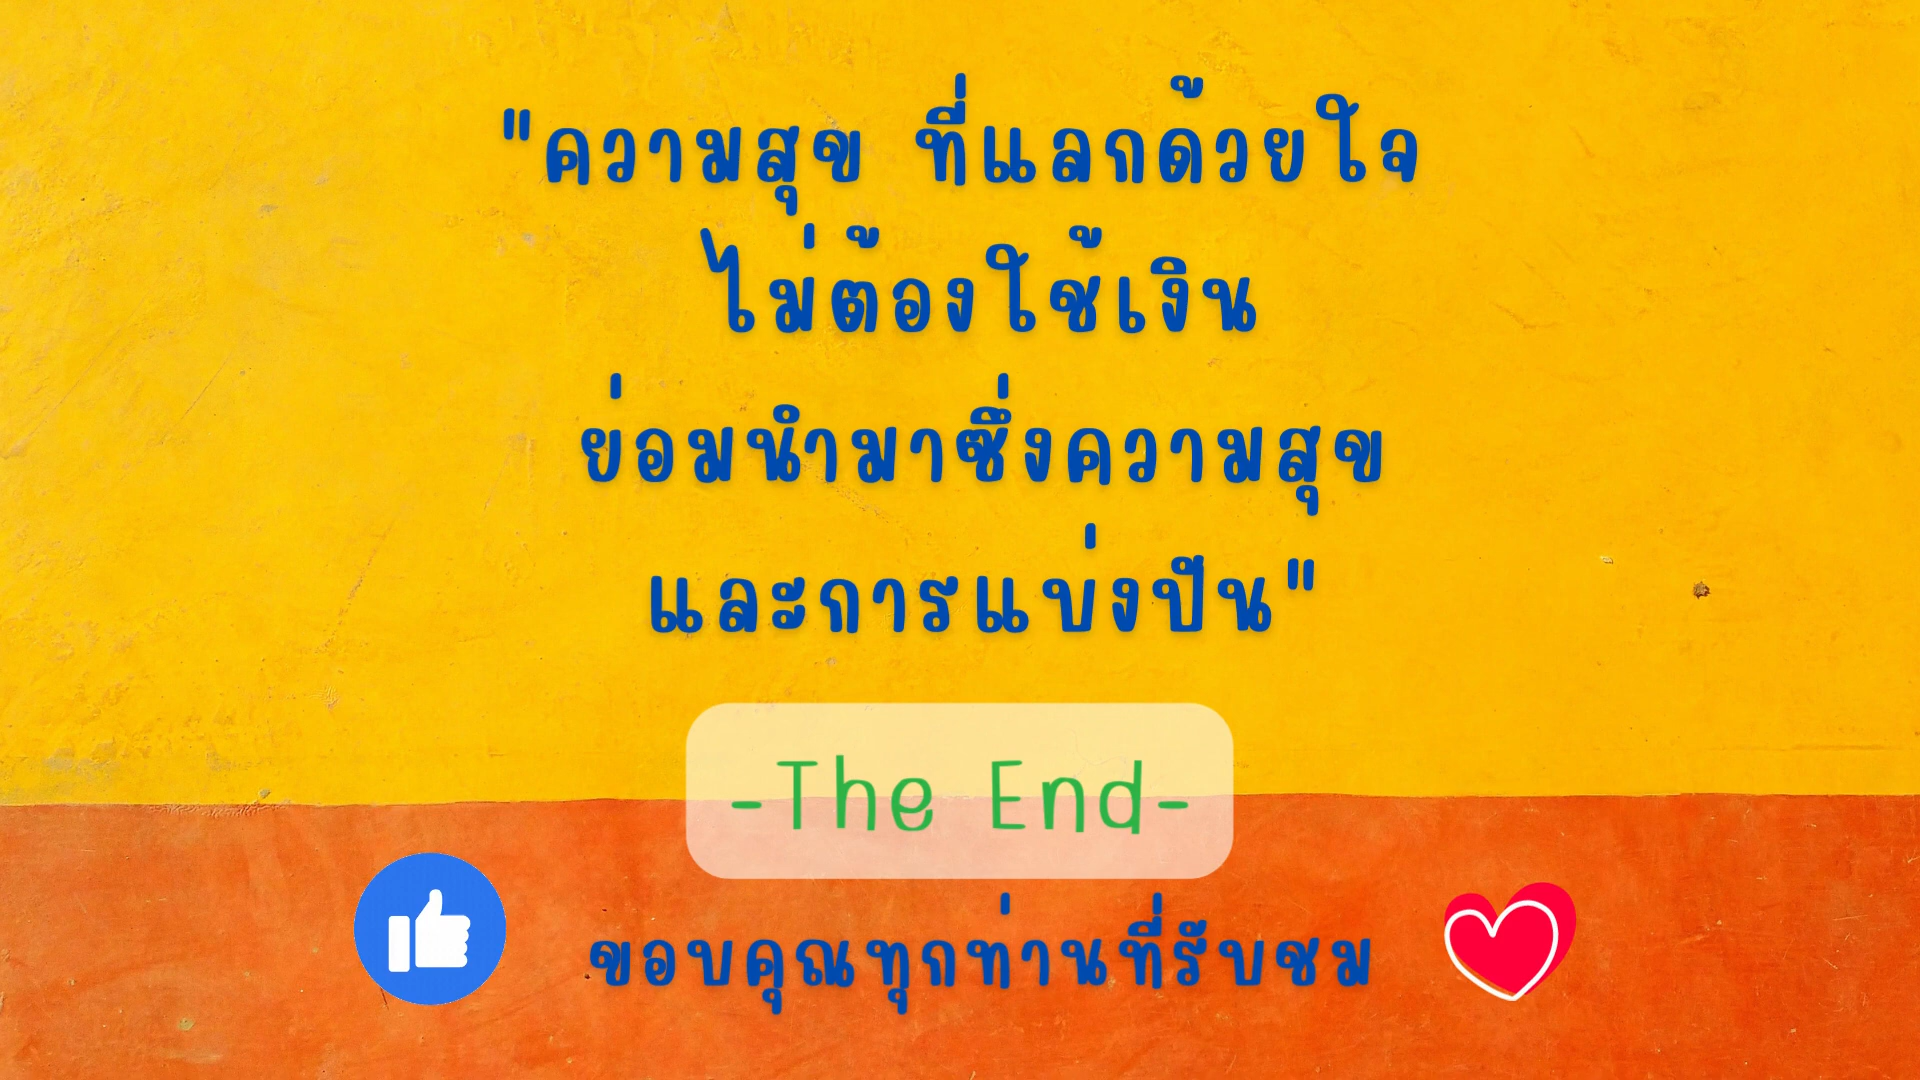 "ความสุข ที่แลกด้วยใจ
ไม่ต้องใช้เงิน
ย่อมนำมาซึ่งความสุข
และการแบ่งปัน"
-The End-
ขอบคุณทุกท่านที่รับชม